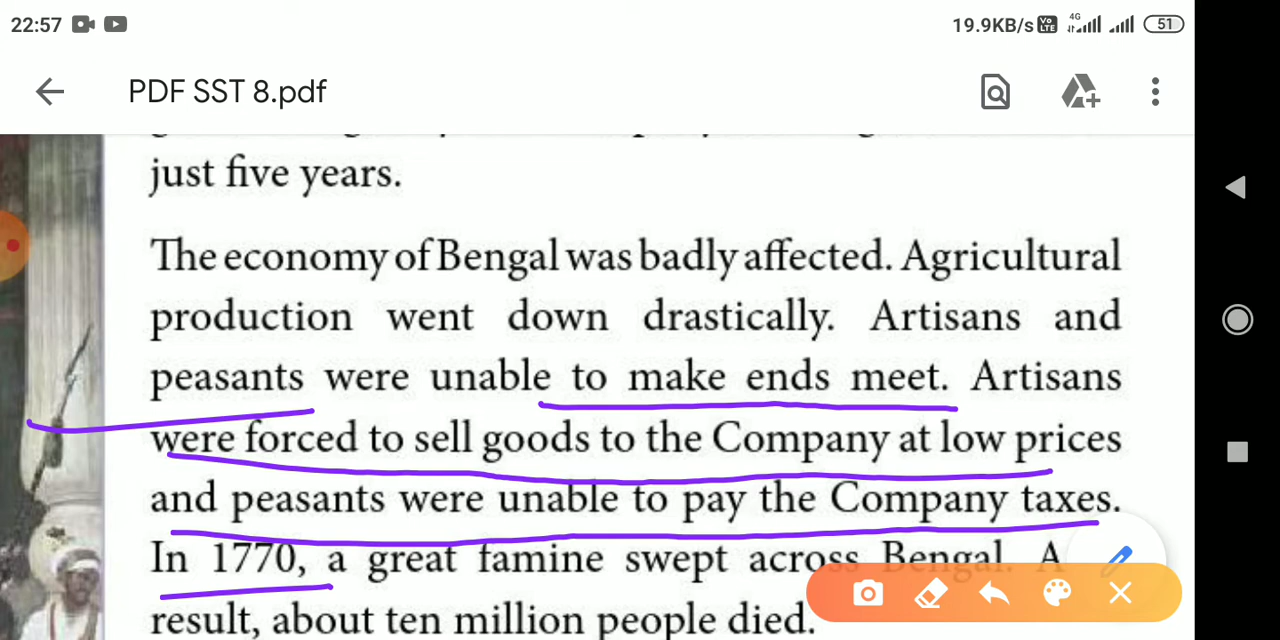 22:57 19.9KB/s Vo LTE 4G 51
PDF SST 8.pdf
just five years.
The economy of Bengal was badly affected. Agricultural
production went down drastically. Artisans and
peasants were unable to make ends meet. Artisans
were forced to sell goods to the Company at low prices
and peasants were unable to pay the Company taxes.
In 1770, a great famine swept across Bengal. A
result, about ten million people died.